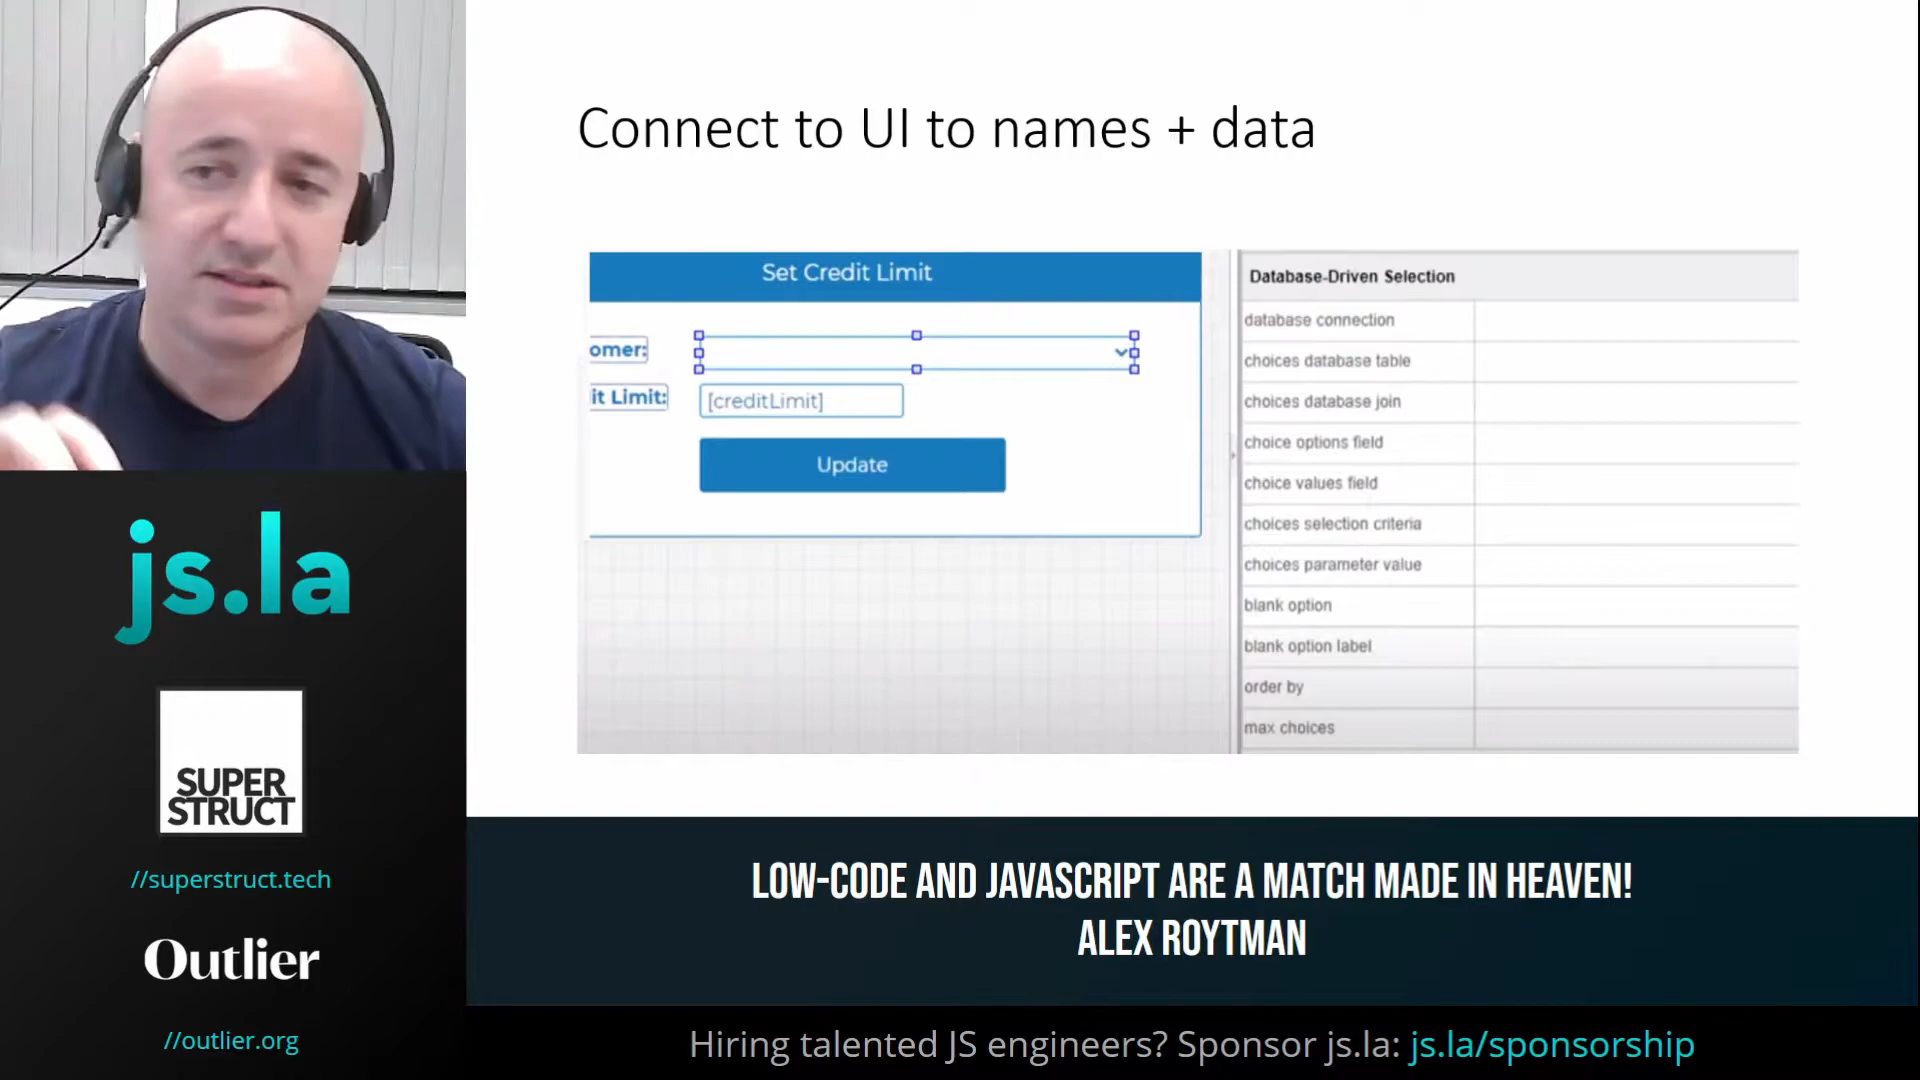 Connect to UI to names + data
Set Credit Limit
omer:
it Limit:
[creditLimit]
Update
Database-Driven Selection
database connection
choices database table
choices database join
choice options field
choice values field
choices selection criteria
choices parameter value
blank option
blank option label
order by
max choices
js.la
SUPER
STRUCT
//superstruct.tech
Outlier
//outlier.org
LOW-CODE AND JAVASCRIPT ARE A MATCH MADE IN HEAVEN!
ALEX ROYTMAN
Hiring talented JS engineers? Sponsor js.la: js.la/sponsorship